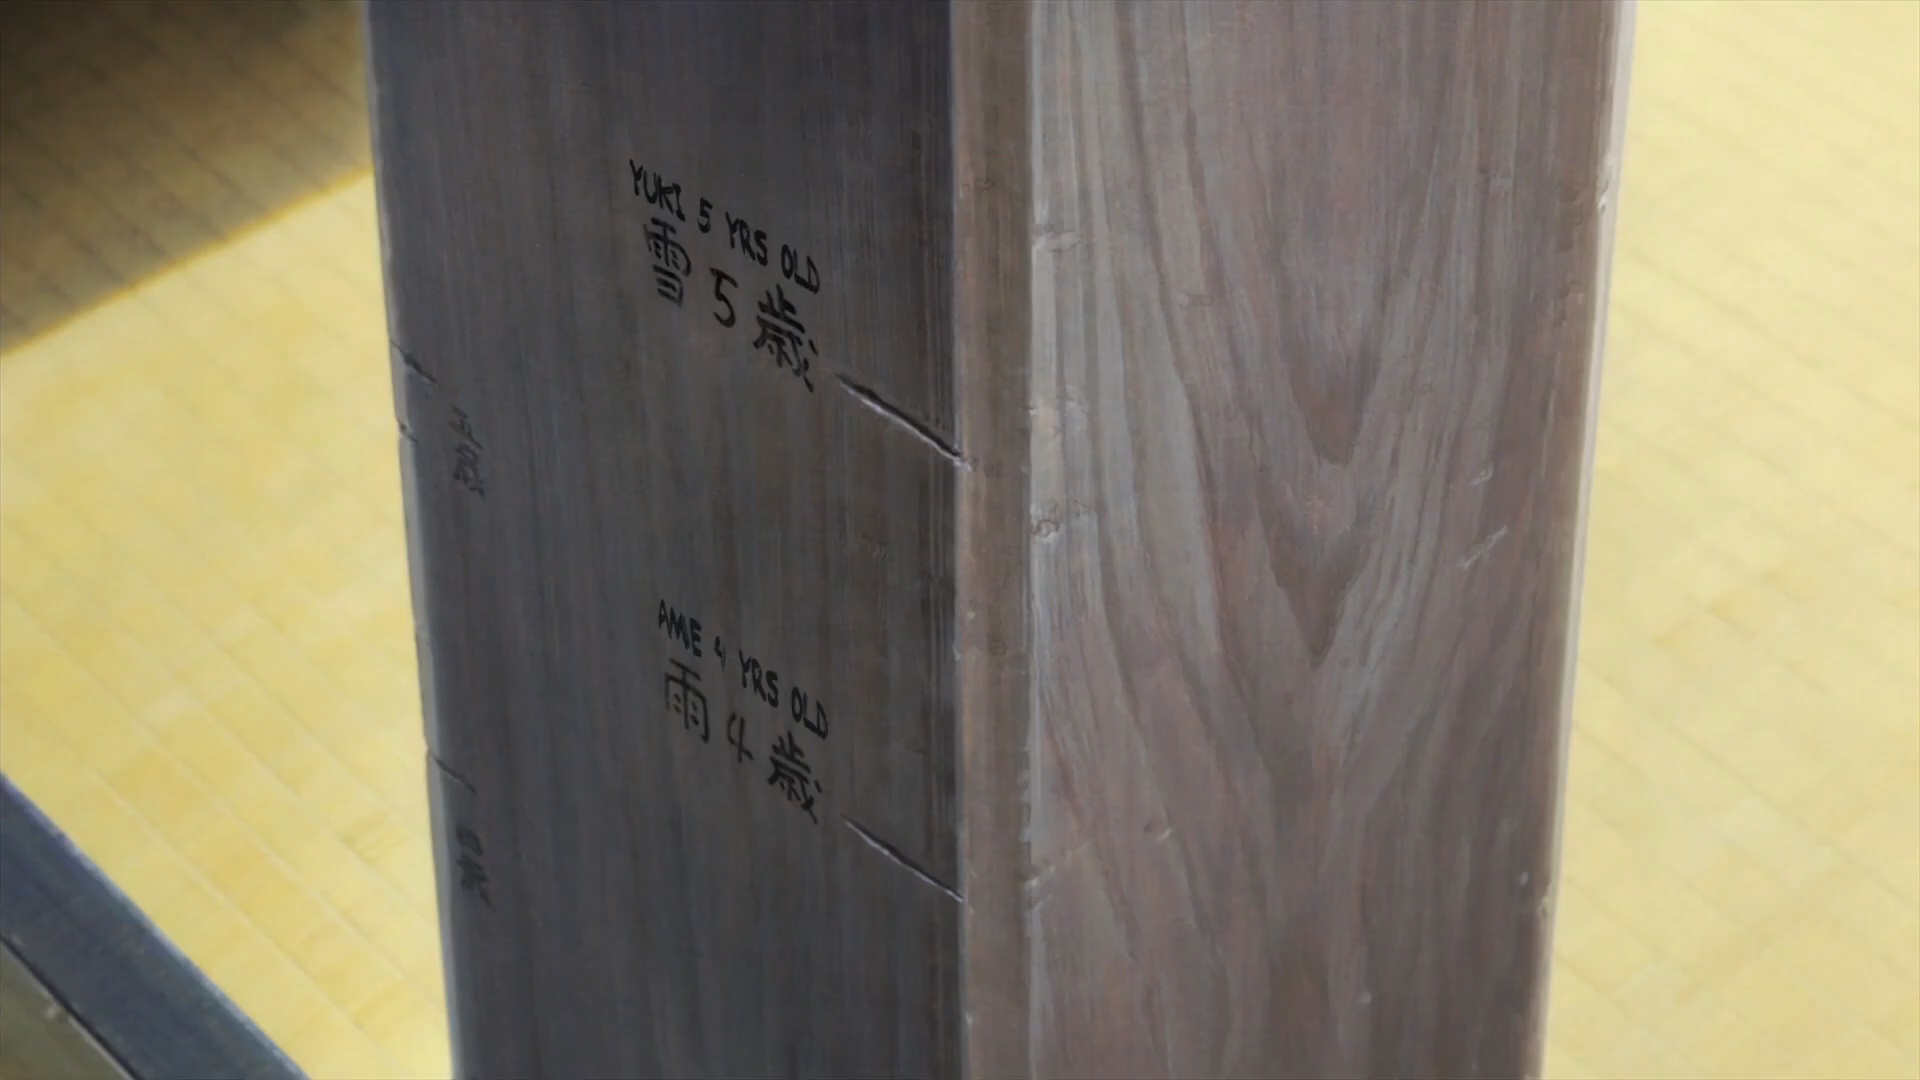 YUKI 5 YRS OLD
雪5歳
AME 4 YRS OLD
雨4歳